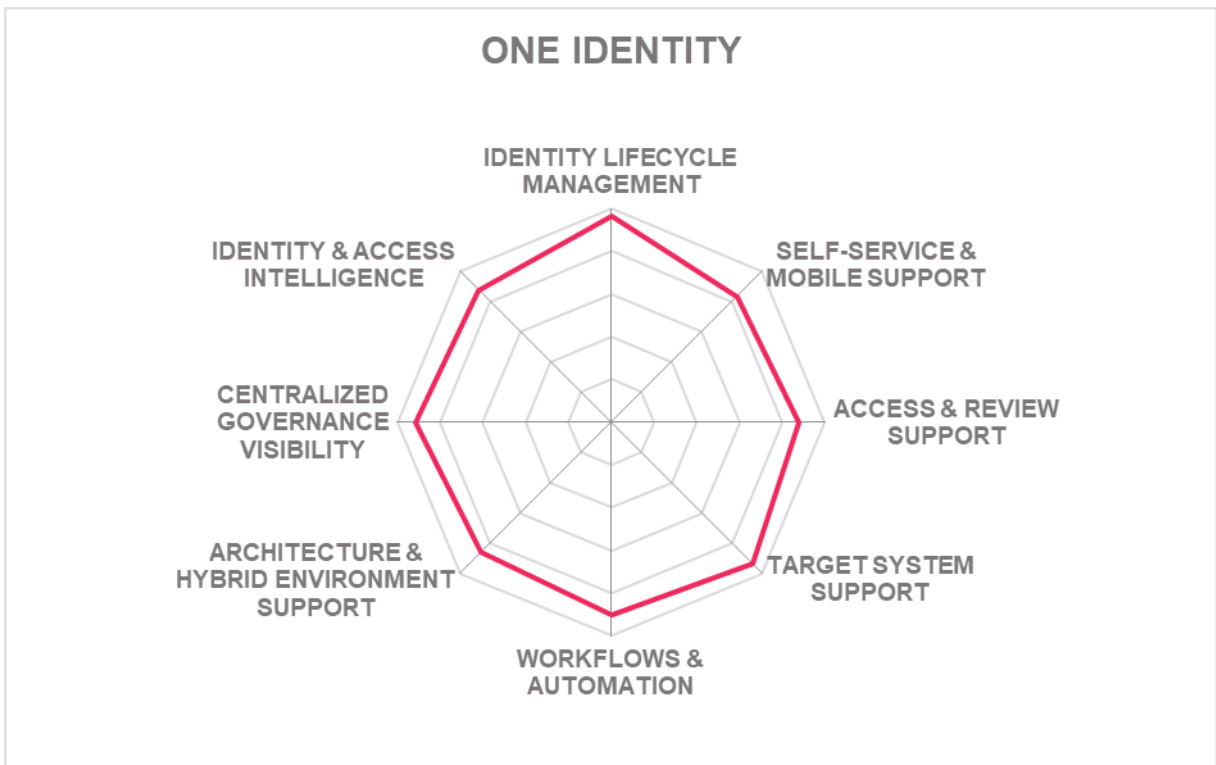 ONE IDENTITY
IDENTITY LIFECYCLE
MANAGEMENT
SELF-SERVICE &
MOBILE SUPPORT
ACCESS & REVIEW
SUPPORT
TARGET SYSTEM
SUPPORT
WORKFLOWS &
AUTOMATION
ARCHITECTURE &
HYBRID ENVIRONMENT
SUPPORT
CENTRALIZED
GOVERNANCE
VISIBILITY
IDENTITY & ACCESS
INTELLIGENCE